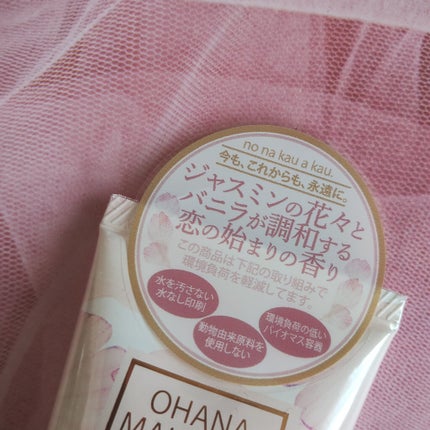 no na kau a kau.
今も、これからも、永遠に。
ジャスミンの花々と
バニラが調和する
恋の始まりの香り
この商品は下記の取り組みで
環境負荷を軽減してます。
水を汚さない
水なし印刷
動物由来原料を
使用しない
環境負荷の低い
バイオマス容器
OHANA